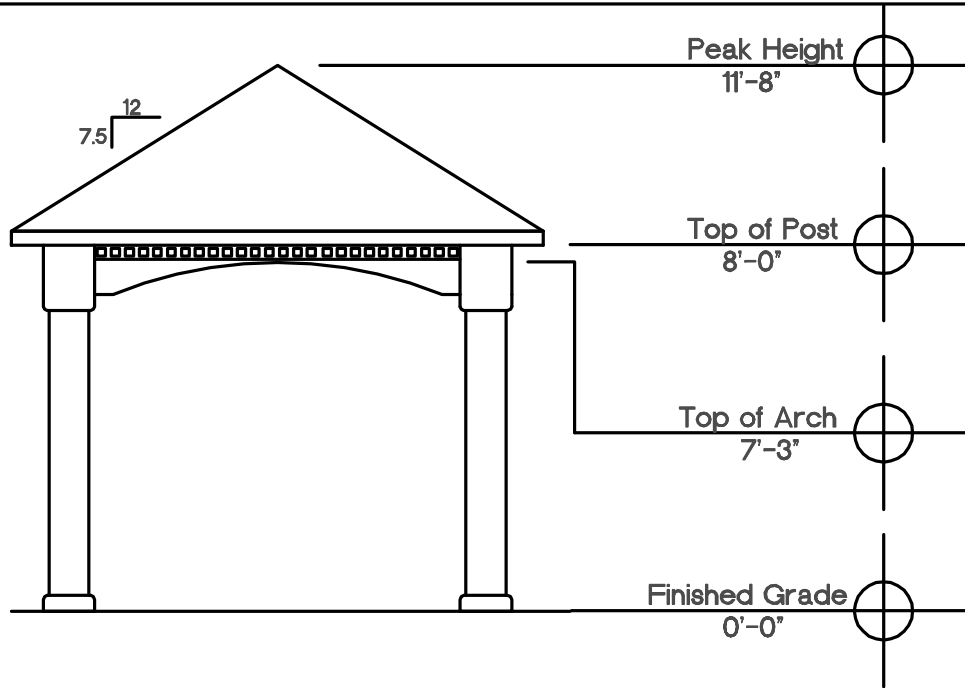 Peak Height
11'-8"
12
7.5
Top of Post
8'-0"
Top of Arch
7'-3"
Finished Grade
0'-0"